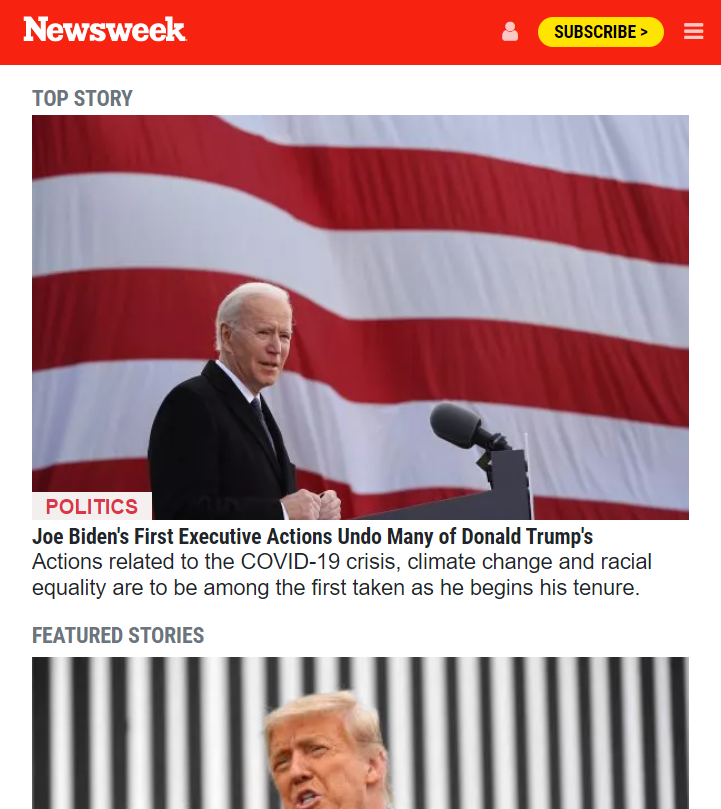 Newsweek
SUBSCRIBE >
TOP STORY
POLITICS
Joe Biden's First Executive Actions Undo Many of Donald Trump's
Actions related to the COVID-19 crisis, climate change and racial
equality are to be among the first taken as he begins his tenure.
FEATURED STORIES